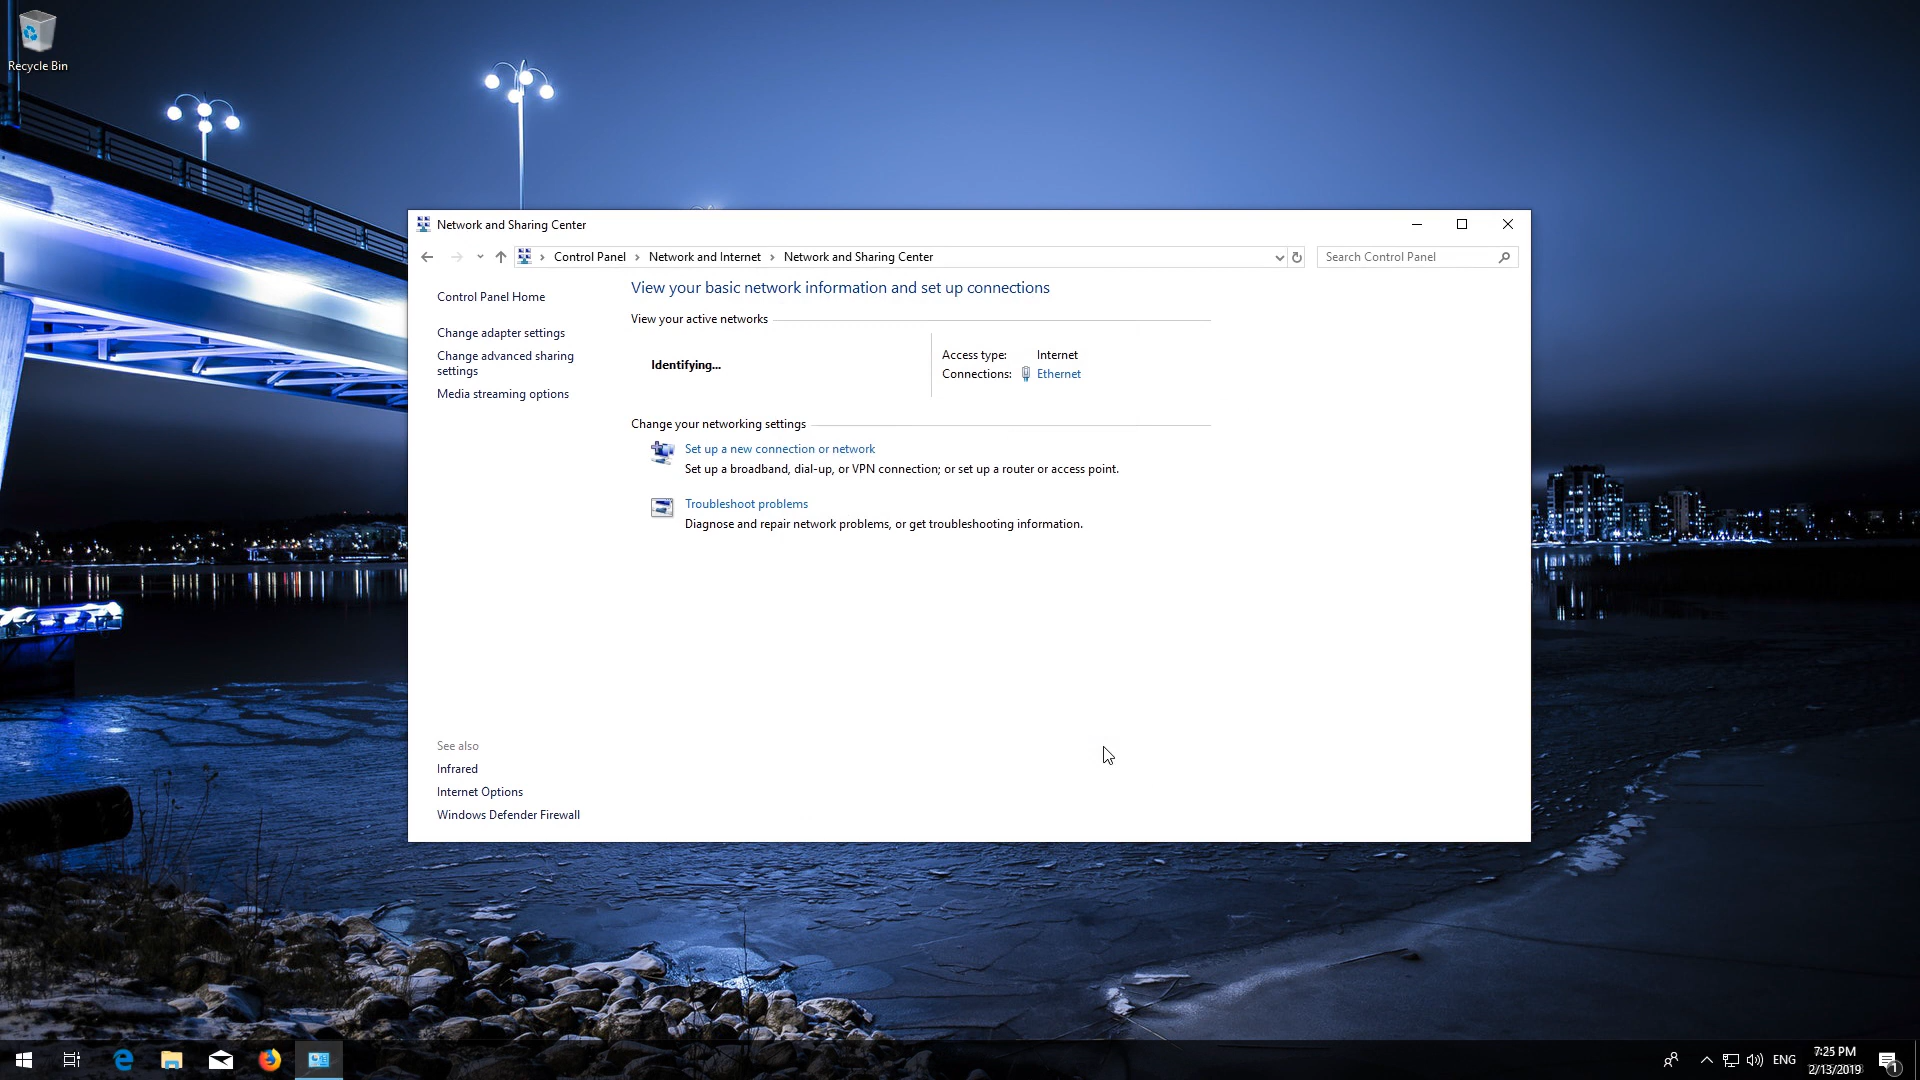 Recycle Bin
Network and Sharing Center
Control Panel > Network and Internet > Network and Sharing Center
Search Control Panel
Control Panel Home
Change adapter settings
Change advanced sharing
settings
Media streaming options
View your basic network information and set up connections
View your active networks
Identifying...
Access type: Internet
Connections: Ethernet
Change your networking settings
Set up a new connection or network
Set up a broadband, dial-up, or VPN connection; or set up a router or access point.
Troubleshoot problems
Diagnose and repair network problems, or get troubleshooting information.
See also
Infrared
Internet Options
Windows Defender Firewall
ENG
7:25 PM
2/13/2019
1